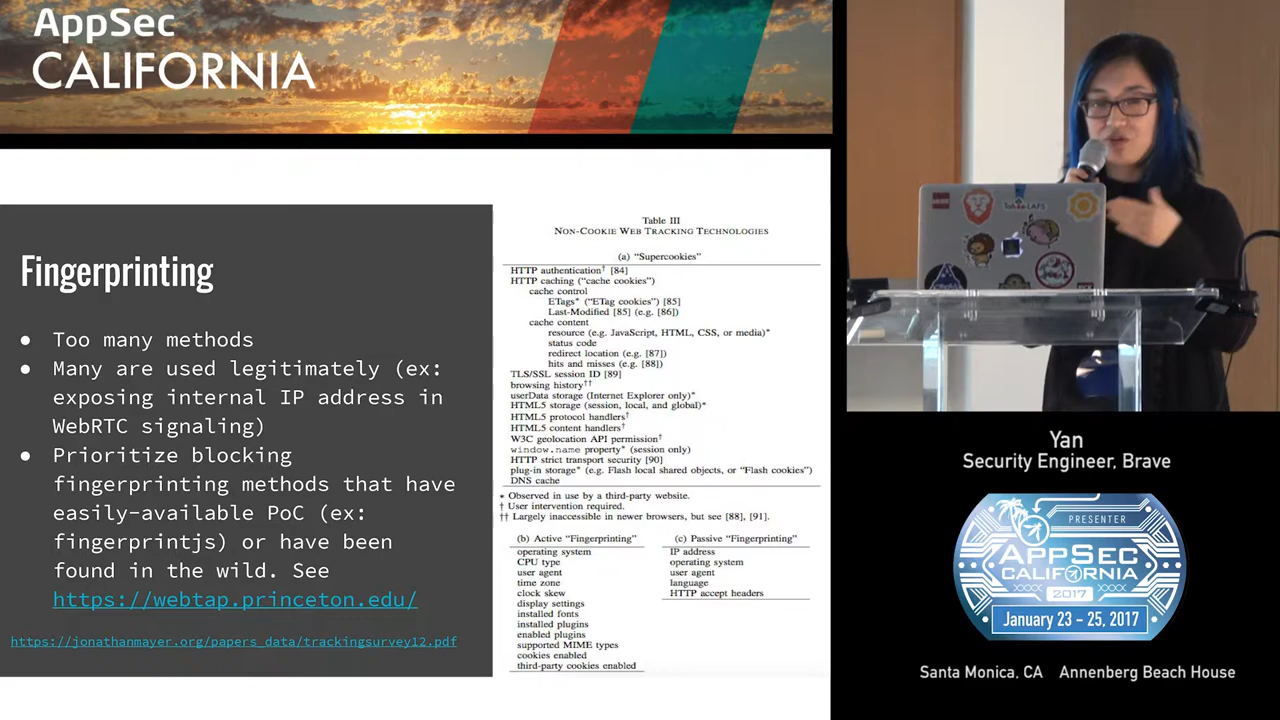 AppSec
CALIFORNIA
Fingerprinting
● Too many methods
● Many are used legitimately (ex:
exposing internal IP address in
WebRTC signaling)
● Prioritize blocking
fingerprinting methods that have
easily-available PoC (ex:
fingerprintjs) or have been
found in the wild. See
https://webtap.princeton.edu/
https://jonathanmayer.org/papers_data/trackingsurvey12.pdf
Table III
NON-COOKIE WEB TRACKING TECHNOLOGIES
(a) “Supercookies”
HTTP authentication† [84]
HTTP caching (“cache cookies”)
cache control
ETags* (“ETag cookies”) [85]
Last-Modified [85] (e.g. [86])
cache content
resource (e.g. JavaScript, HTML, CSS, or media)*
status code
redirect location (e.g. [87])
hits and misses (e.g. [88])
TLS/SSL session ID [89]
browsing history††
userData storage (Internet Explorer only)*
HTML5 storage (session, local, and global)*
HTML5 protocol handlers†
HTML5 content handlers†
W3C geolocation API permission†
window.name property* (session only)
HTTP strict transport security [90]
plug-in storage* (e.g. Flash local shared objects, or “Flash cookies”)
DNS cache
* Observed in use by a third-party website.
† User intervention required.
†† Largely inaccessible in newer browsers, but see [88], [91].
(b) Active “Fingerprinting”
operating system
CPU type
user agent
time zone
clock skew
display settings
installed fonts
installed plugins
enabled plugins
supported MIME types
cookies enabled
third-party cookies enabled
(c) Passive “Fingerprinting”
IP address
operating system
user agent
language
HTTP accept headers
Yan
Security Engineer, Brave
PRESENTER
APPSEC
CALIFORNIA
2017
January 23 - 25, 2017
Santa Monica, CA Annenberg Beach House